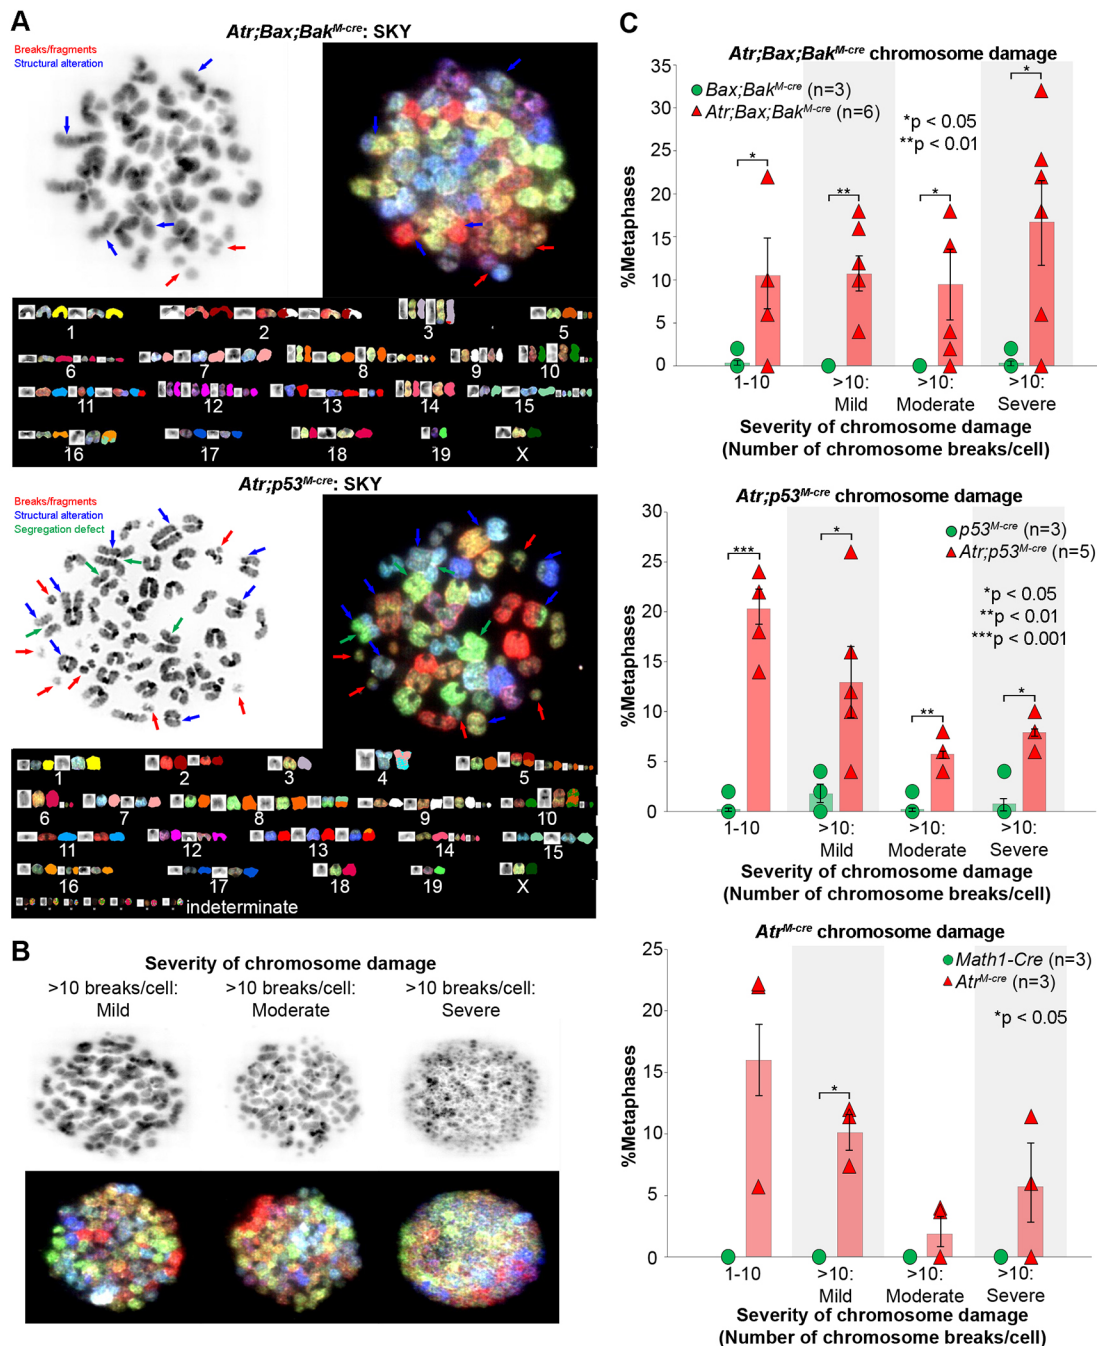 A
Atr;Bax;Bak^M-cre: SKY
Breaks/fragments
Structural alteration
1
2
3
5
6
7
8
9
10
11
12
13
14
15
16
17
18
19
X
Atr;p53^M-cre: SKY
Breaks/fragments
Structural alteration
Segregation defect
1
2
3
4
5
6
7
8
9
10
11
12
13
14
15
16
17
18
19
X
indeterminate
B
Severity of chromosome damage
>10 breaks/cell:
Mild
>10 breaks/cell:
Moderate
>10 breaks/cell:
Severe
C
Atr;Bax;Bak^M-cre chromosome damage
Bax;Bak^M-cre (n=3)
Atr;Bax;Bak^M-cre (n=6)
*p < 0.05
**p < 0.01
%Metaphases
35
30
25
20
15
10
5
0
*
**
*
*
1-10
>10:
Mild
>10:
Moderate
>10:
Severe
Severity of chromosome damage
(Number of chromosome breaks/cell)
Atr;p53^M-cre chromosome damage
p53^M-cre (n=3)
Atr;p53^M-cre (n=5)
*p < 0.05
**p < 0.01
***p < 0.001
%Metaphases
30
25
20
15
10
5
0
***
*
**
*
1-10
>10:
Mild
>10:
Moderate
>10:
Severe
Severity of chromosome damage
(Number of chromosome breaks/cell)
Atr^M-cre chromosome damage
Math1-Cre (n=3)
Atr^M-cre (n=3)
*p < 0.05
%Metaphases
25
20
15
10
5
0
*
1-10
>10:
Mild
>10:
Moderate
>10:
Severe
Severity of chromosome damage
(Number of chromosome breaks/cell)